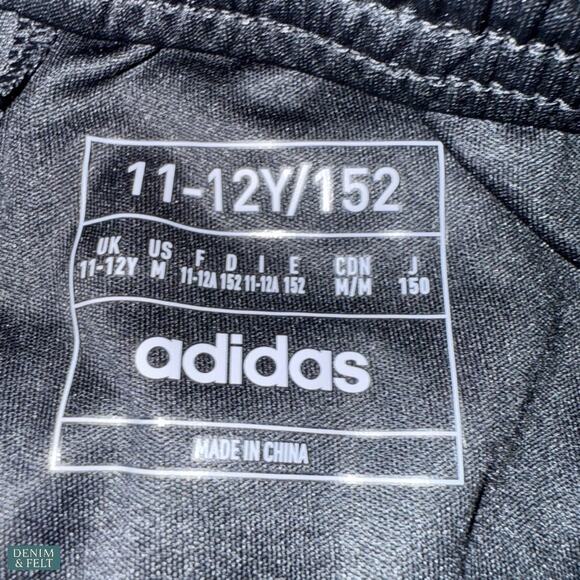 11-12Y/152
UK US F D I E CDN J
11-12Y M 11-12A 152 11-12A 152 M/M 150
adidas
MADE IN CHINA
DENIM
& FELT